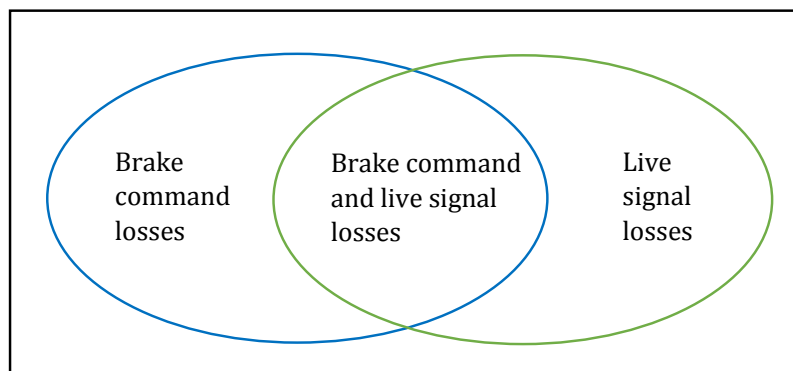 Brake
command
losses
Brake command
and live signal
losses
Live
signal
losses